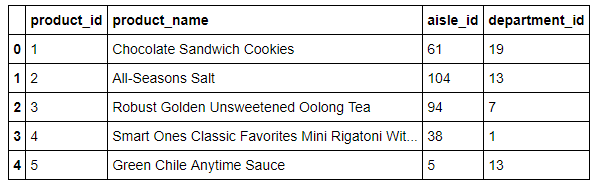 product_id product_name aisle_id department_id
0 1 Chocolate Sandwich Cookies 61 19
1 2 All-Seasons Salt 104 13
2 3 Robust Golden Unsweetened Oolong Tea 94 7
3 4 Smart Ones Classic Favorites Mini Rigatoni Wit... 38 1
4 5 Green Chile Anytime Sauce 5 13